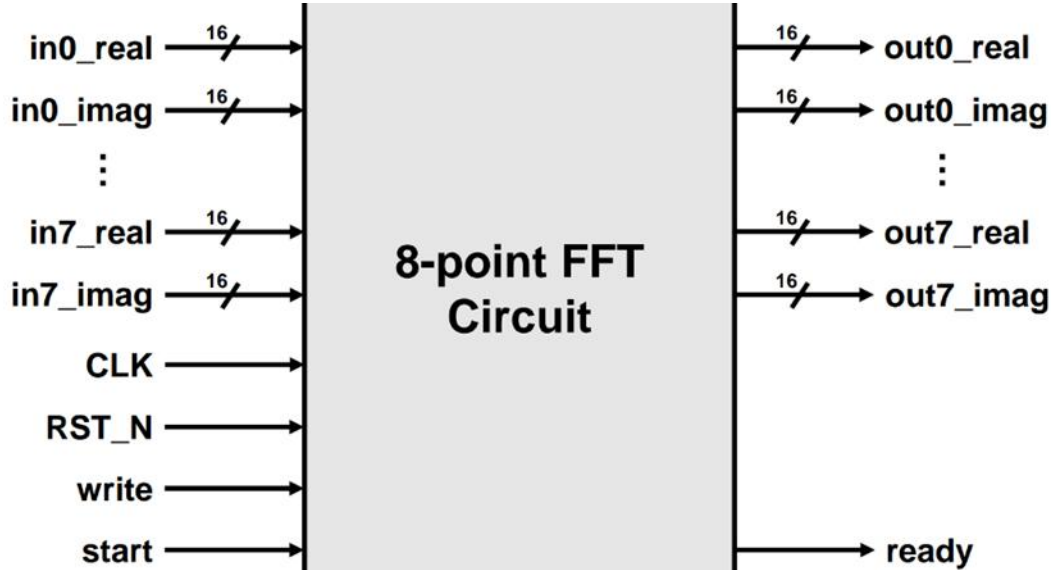 in0_real 16 16 out0_real
in0_imag 16 16 out0_imag
⋮ ⋮
in7_real 16 16 out7_real
8-point FFT
in7_imag 16 16 out7_imag
Circuit
CLK
RST_N
write
start ready